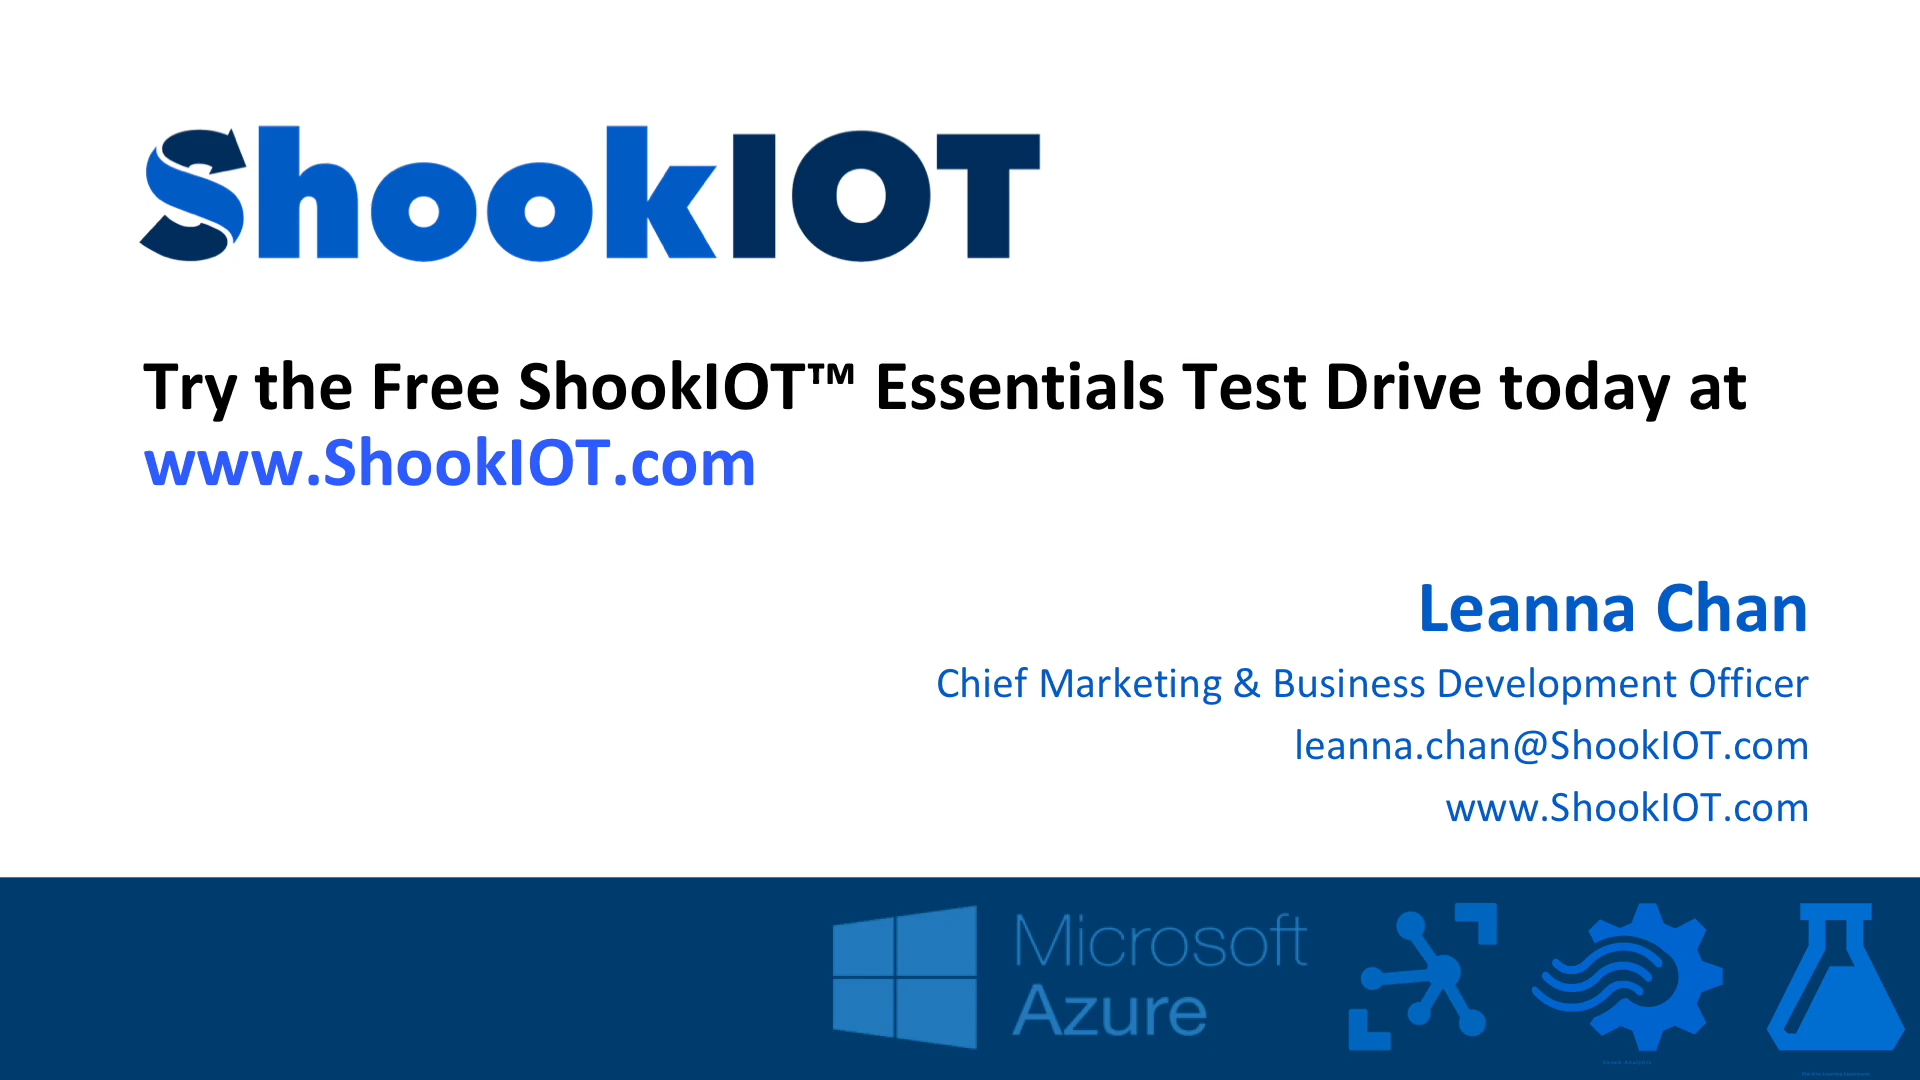 ShookIOT
Try the Free ShookIOT™ Essentials Test Drive today at
www.ShookIOT.com
Leanna Chan
Chief Marketing & Business Development Officer
leanna.chan@ShookIOT.com
www.ShookIOT.com
Microsoft
Azure